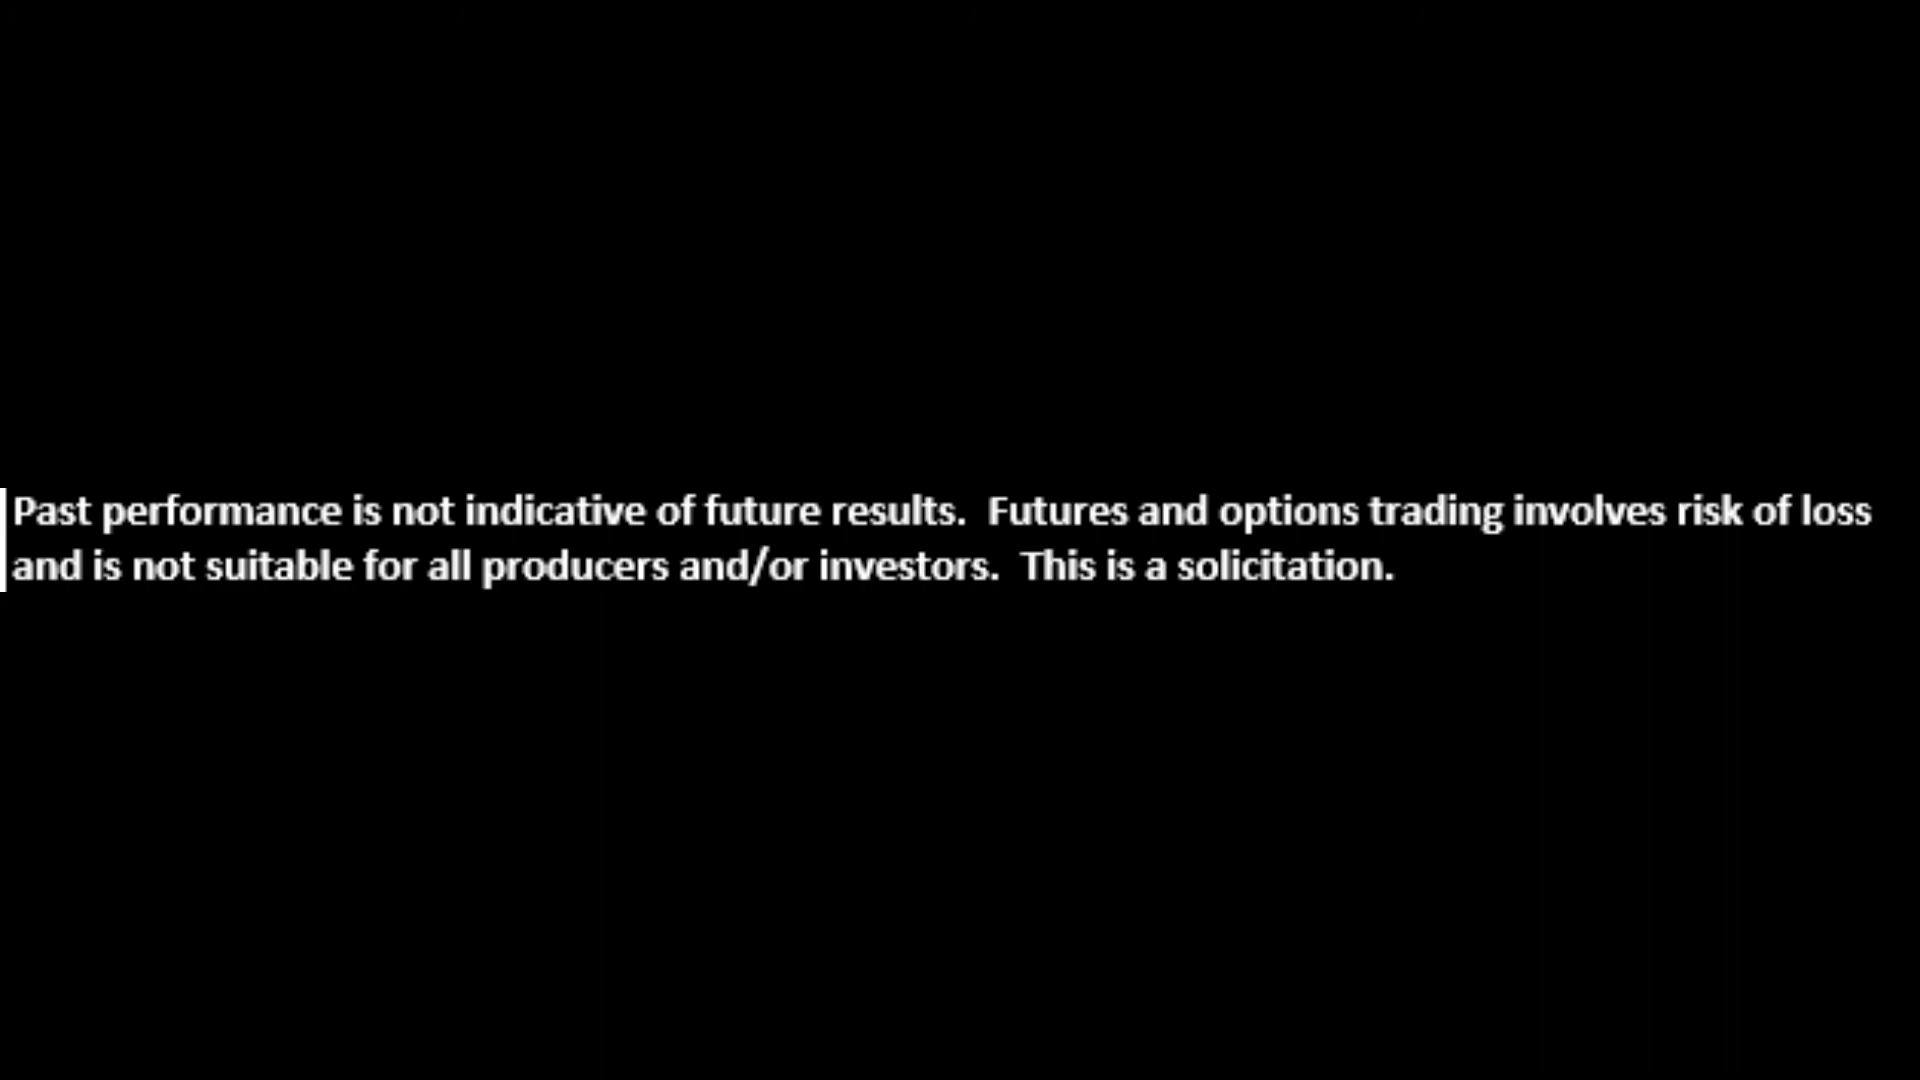 Past performance is not indicative of future results.  Futures and options trading involves risk of loss
and is not suitable for all producers and/or investors.  This is a solicitation.